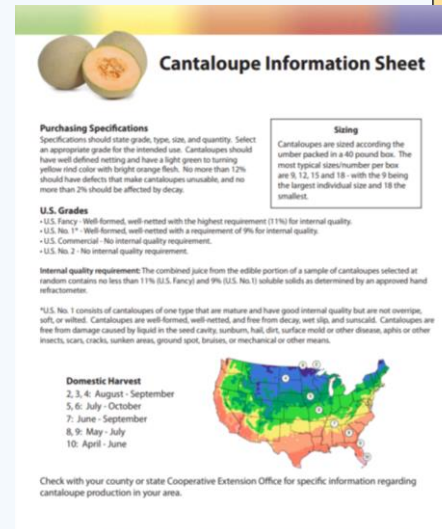 Cantaloupe Information Sheet
Purchasing Specifications
Specifications should state grade, type, size, and quantity. Select
an appropriate grade for the intended use. Cantaloupes should
have well defined netting and have a light green to turning
yellow rind color with bright orange flesh. No more than 12%
should have defects that make cantaloupes unusable, and no
more than 2% should be affected by decay.
Sizing
Cantaloupes are sized according the
umber packed in a 40 pound box. The
most typical sizes/number per box
are 9, 12, 15 and 18 - with the 9 being
the largest individual size and 18 the
smallest.
U.S. Grades
• U.S. Fancy - Well-formed, well-netted with the highest requirement (11%) for internal quality.
• U.S. No. 1* - Well-formed, well-netted with a requirement of 9% for internal quality.
• U.S. Commercial - No internal quality requirement.
• U.S. No. 2 - No internal quality requirement.
Internal quality requirement: The combined juice from the edible portion of a sample of cantaloupes selected at
random contains no less than 11% (U.S. Fancy) and 9% (U.S. No.1) soluble solids as determined by an approved hand
refractometer.
*U.S. No. 1 consists of cantaloupes of one type that are mature and have good internal quality but are not overripe,
soft, or wilted. Cantaloupes are well-formed, well-netted, and free from decay, wet slip, and sunscald. Cantaloupes are
free from damage caused by liquid in the seed cavity, sunburn, hail, dirt, surface mold or other disease, aphis or other
insects, scars, cracks, sunken areas, ground spot, bruises, or mechanical or other means.
Domestic Harvest
2, 3, 4: August - September
5, 6: July - October
7: June - September
8, 9: May - July
10: April - June
Check with your county or state Cooperative Extension Office for specific information regarding
cantaloupe production in your area.